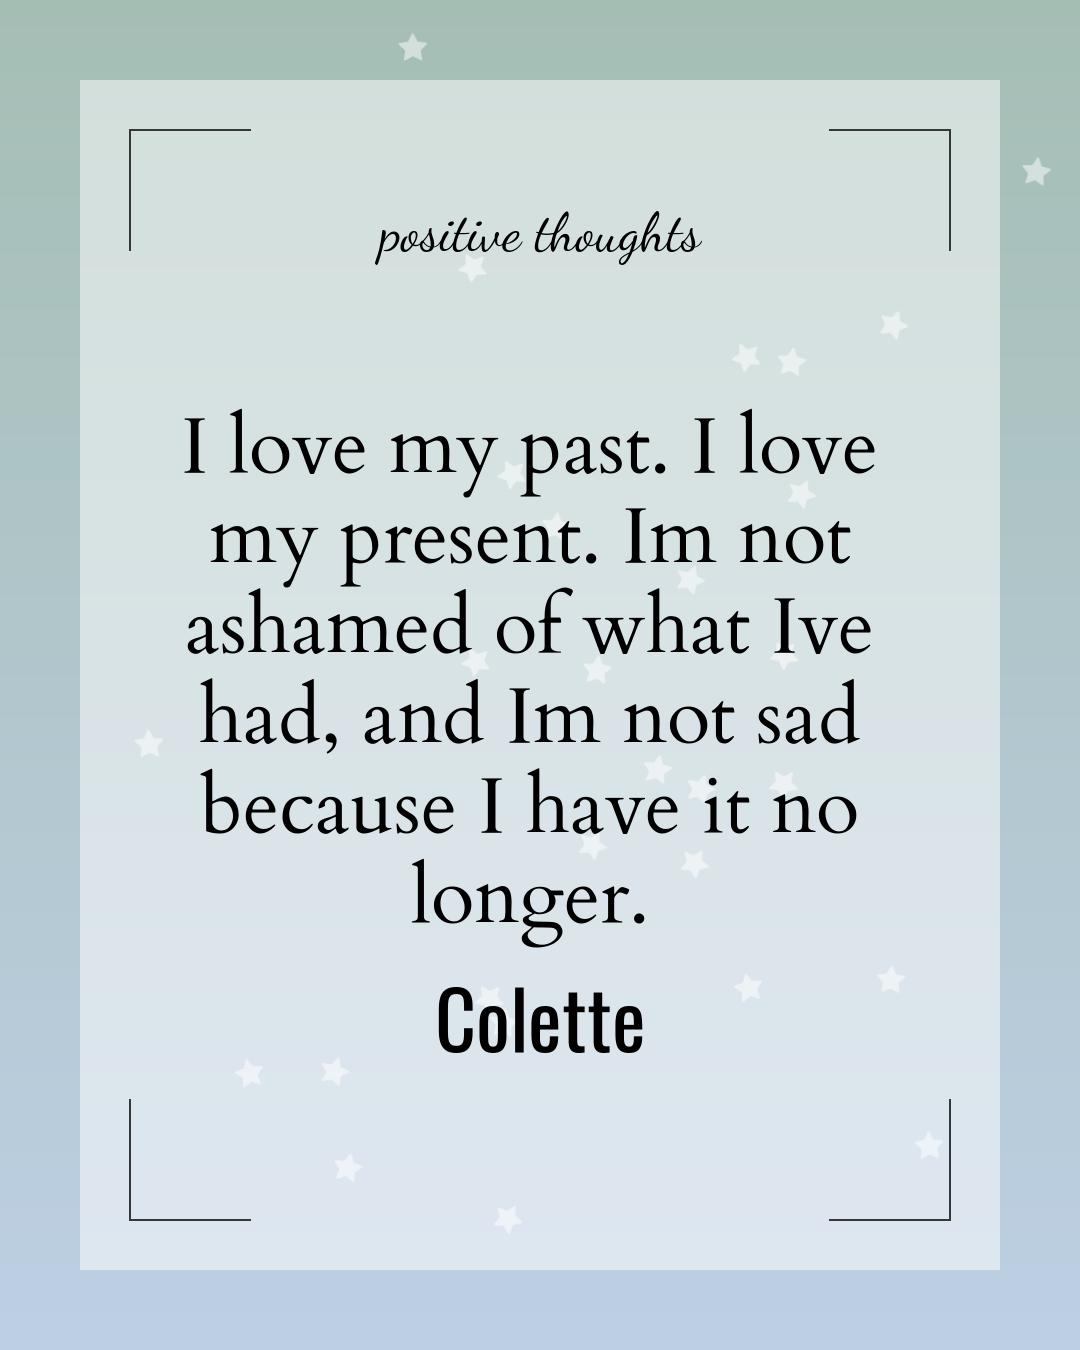 positive thoughts
I love my past. I love
my present. Im not
ashamed of what Ive
had, and Im not sad
because I have it no
longer.
Colette